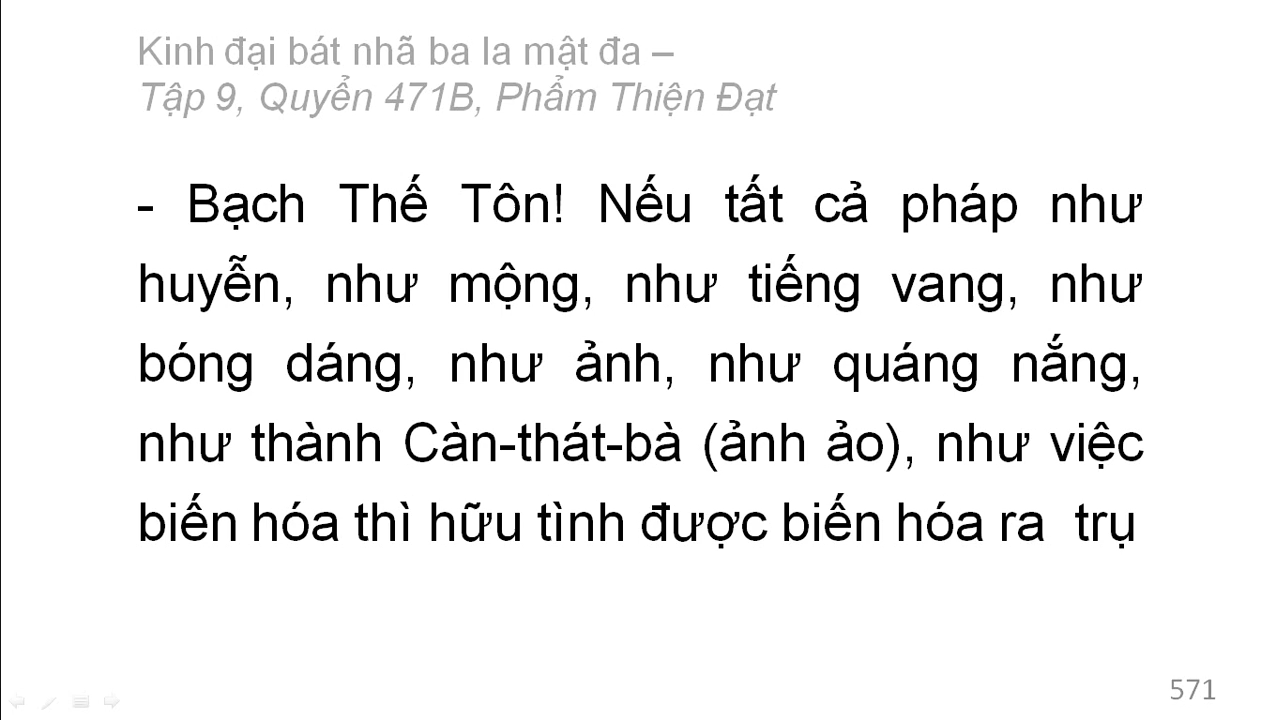 Kinh đại bát nhã ba la mật đa –
Tập 9, Quyển 471B, Phẩm Thiện Đạt
- Bạch Thế Tôn! Nếu tất cả pháp như
huyễn, như mộng, như tiếng vang, như
bóng dáng, như ảnh, như quáng nắng,
như thành Càn-thát-bà (ảnh ảo), như việc
biến hóa thì hữu tình được biến hóa ra trụ
571